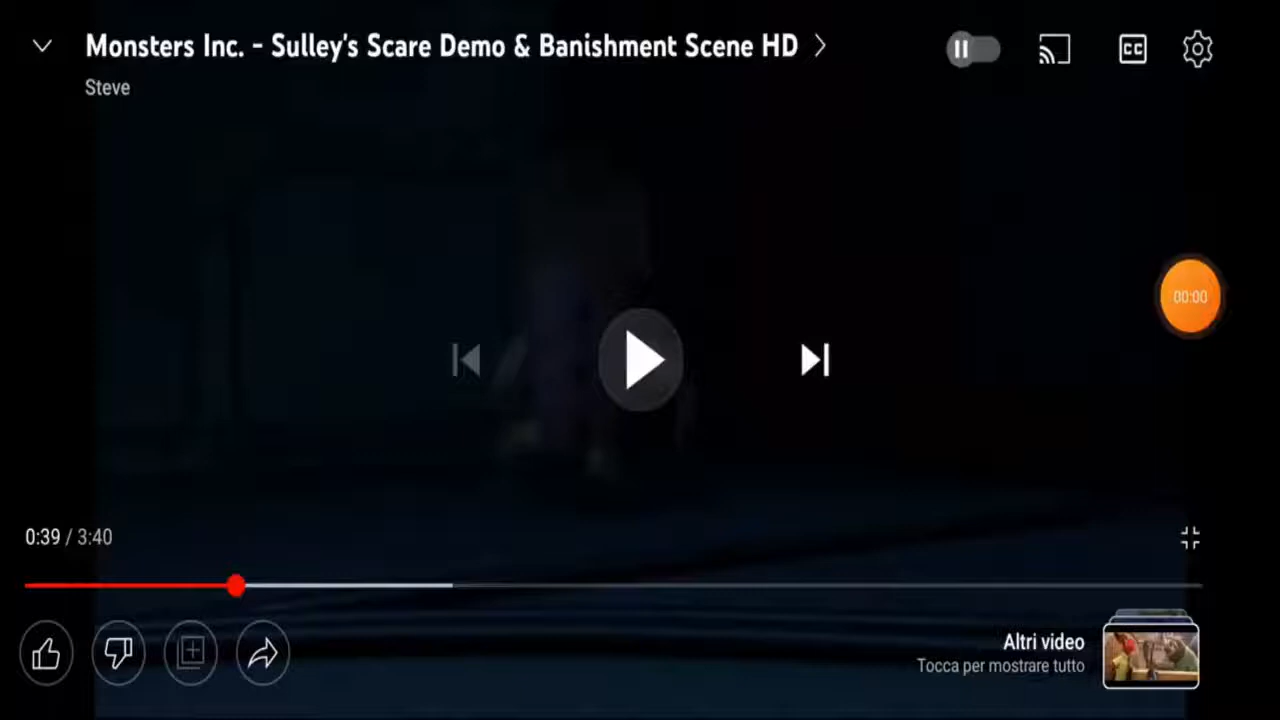 Monsters Inc. - Sulley's Scare Demo & Banishment Scene HD
Steve
CC
00:00
0:39 / 3:40
Altri video
Tocca per mostrare tutto